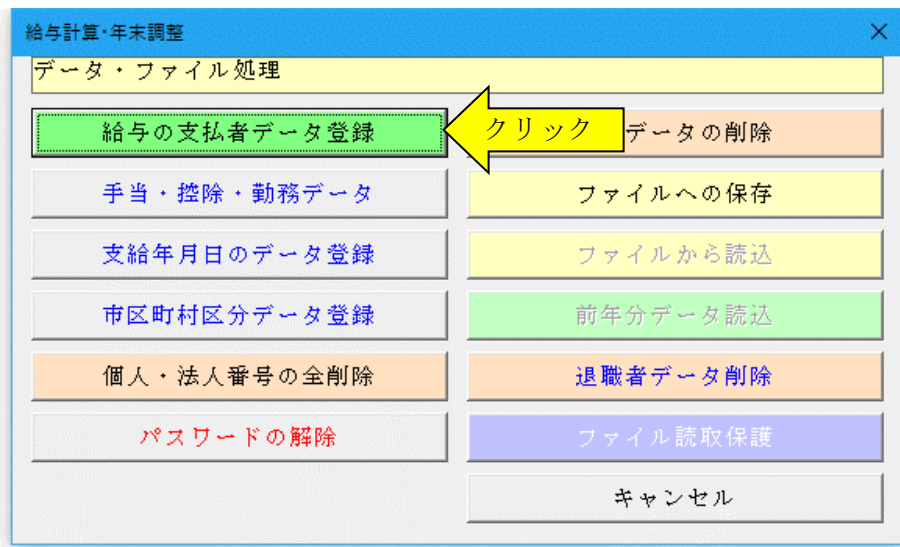 給与計算・年末調整
データ・ファイル処理
給与の支払者データ登録
クリック
データの削除
手当・控除・勤務データ
ファイルへの保存
支給年月日のデータ登録
ファイルから読込
市区町村区分データ登録
前年分データ読込
個人・法人番号の全削除
退職者データ削除
パスワードの解除
ファイル読取保護
キャンセル